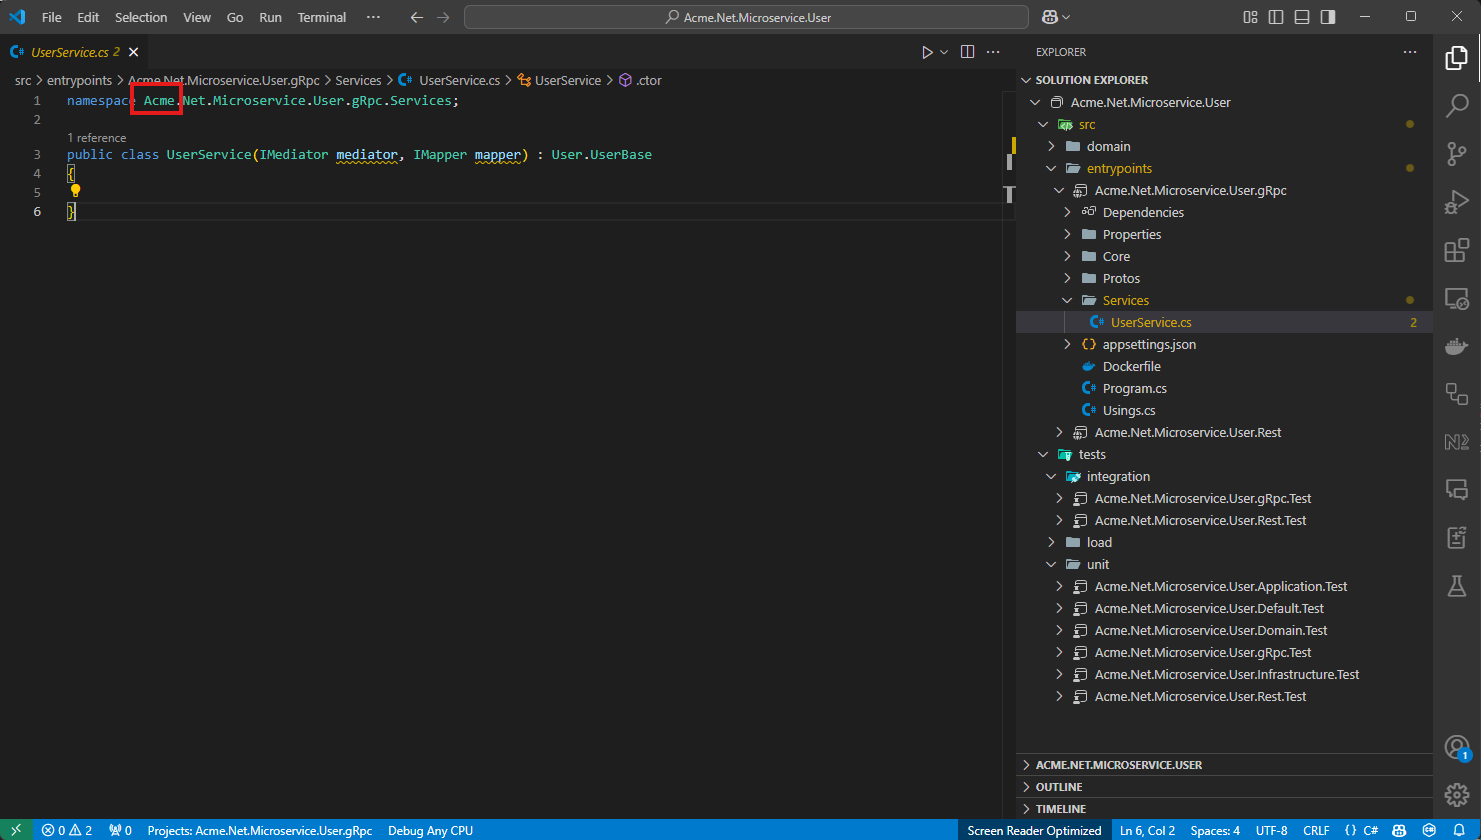 File Edit Selection View Go Run Terminal ··· Acme.Net.Microservice.User
UserService.cs 2
src > entrypoints > Acme.Net.Microservice.User.gRpc > Services > C# UserService.cs > UserService > .ctor
1 namespace Acme.Net.Microservice.User.gRpc.Services;
2
1 reference
3 public class UserService(IMediator mediator, IMapper mapper) : User.UserBase
4 {
5
6 }
EXPLORER
SOLUTION EXPLORER
Acme.Net.Microservice.User
src
domain
entrypoints
Acme.Net.Microservice.User.gRpc
Dependencies
Properties
Core
Protos
Services
C# UserService.cs 2
{} appsettings.json
Dockerfile
C# Program.cs
C# Usings.cs
Acme.Net.Microservice.User.Rest
tests
integration
Acme.Net.Microservice.User.gRpc.Test
Acme.Net.Microservice.User.Rest.Test
load
unit
Acme.Net.Microservice.User.Application.Test
Acme.Net.Microservice.User.Default.Test
Acme.Net.Microservice.User.Domain.Test
Acme.Net.Microservice.User.gRpc.Test
Acme.Net.Microservice.User.Infrastructure.Test
Acme.Net.Microservice.User.Rest.Test
ACME.NET.MICROSERVICE.USER
OUTLINE
TIMELINE
1
0 2 0 Projects: Acme.Net.Microservice.User.gRpc Debug Any CPU Screen Reader Optimized Ln 6, Col 2 Spaces: 4 UTF-8 CRLF {} C#